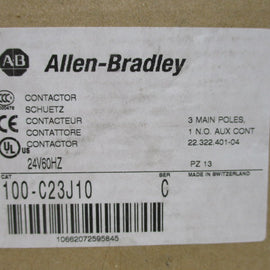 AB Allen-Bradley
CONTACTOR
SCHUETZ
CONTACTEUR
CONTATTORE
CONTACTOR
3 MAIN POLES,
1 N.O. AUX CONT
22.322.401-04
24V60HZ
PZ 13
CAT
SER
MADE IN SWITZERLAND
100-C23J10
C
10662072595845